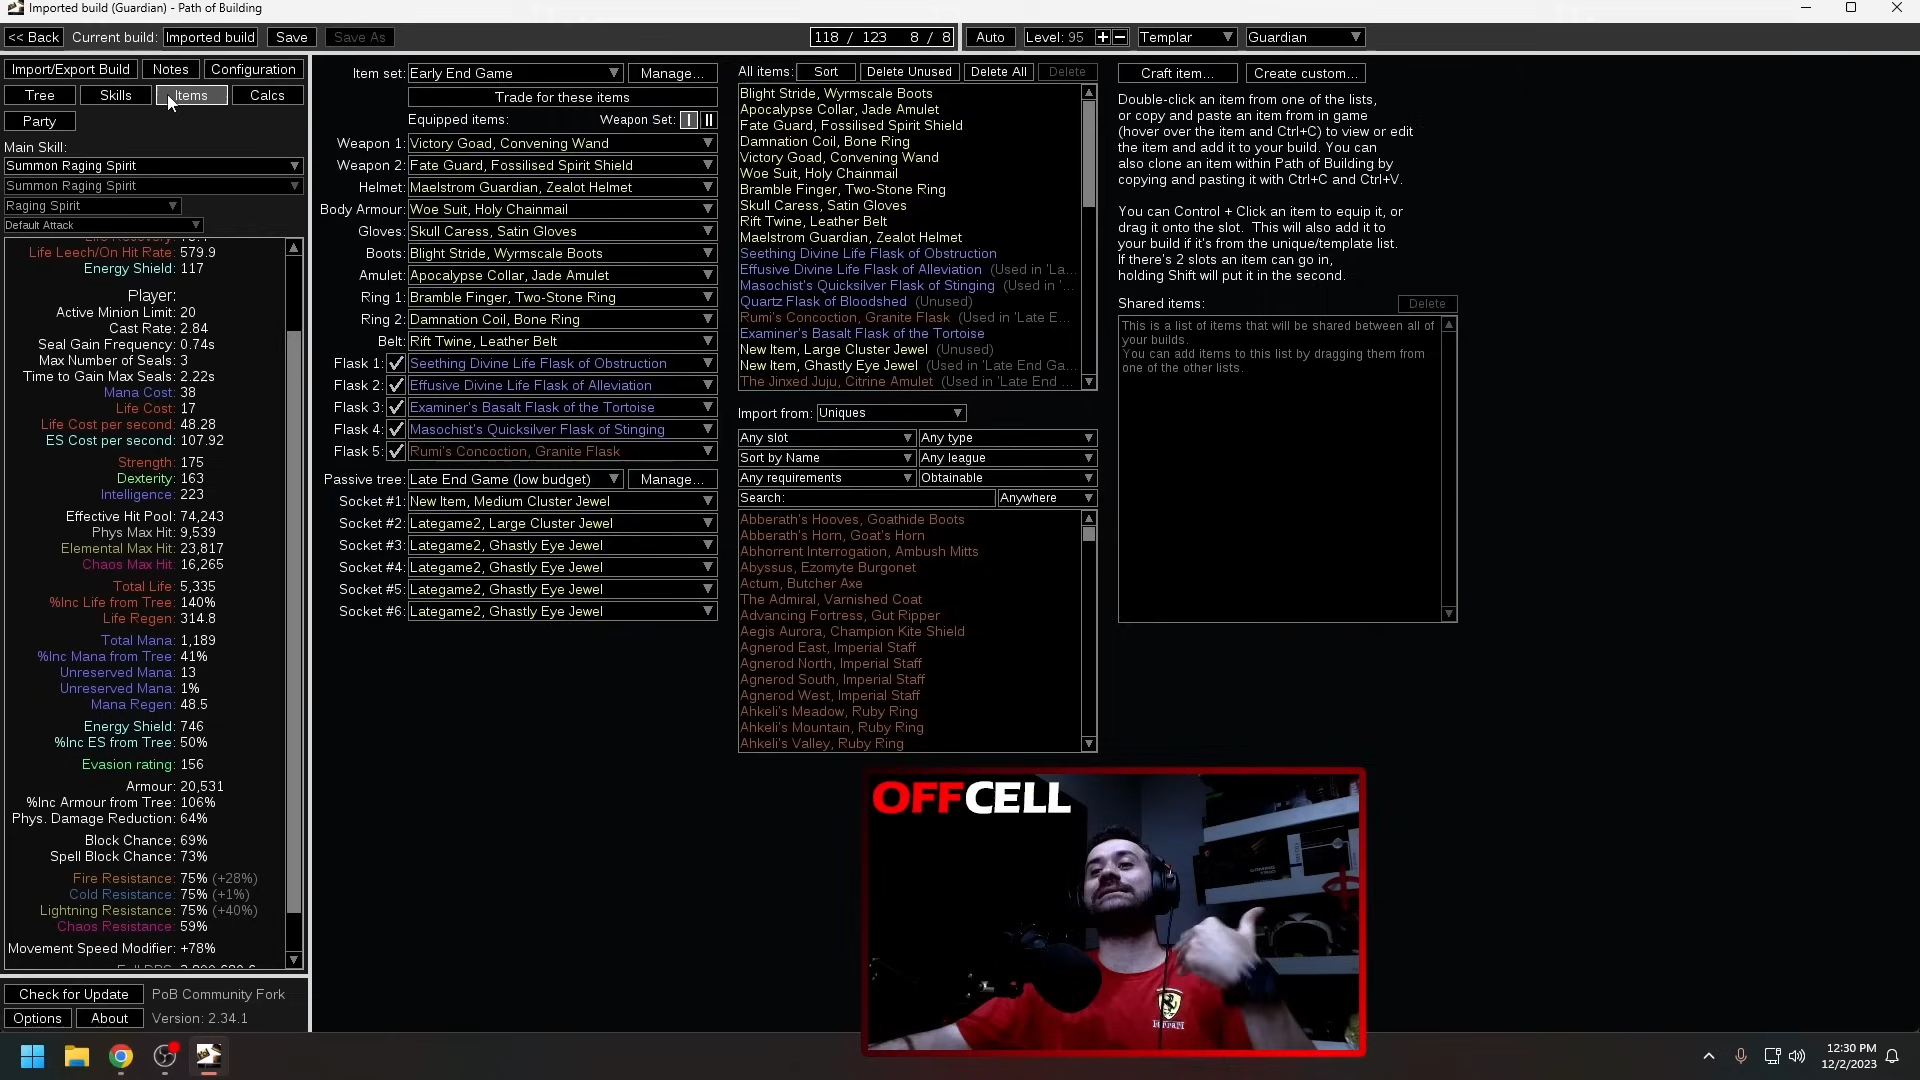 Imported build (Guardian) - Path of Building
<< Back Current build: Imported build Save Save As 118 / 123 8 / 8 Auto Level: 95 Templar Guardian
Import/Export Build Notes Configuration
Tree Skills Items Calcs
Party
Main Skill:
Summon Raging Spirit
Summon Raging Spirit
Raging Spirit
Default Attack
Life Leech/On Hit Rate: 579.9
Energy Shield: 117
Player:
Active Minion Limit: 20
Cast Rate: 2.84
Seal Gain Frequency: 0.74s
Max Number of Seals: 3
Time to Gain Max Seals: 2.22s
Mana Cost: 38
Life Cost: 17
Life Cost per second: 48.28
ES Cost per second: 107.92
Strength: 175
Dexterity: 163
Intelligence: 223
Effective Hit Pool: 74,243
Phys Max Hit: 9,539
Elemental Max Hit: 23,817
Chaos Max Hit: 16,265
Total Life: 5,335
%Inc Life from Tree: 140%
Life Regen: 314.8
Total Mana: 1,189
%Inc Mana from Tree: 41%
Unreserved Mana: 13
Unreserved Mana: 1%
Mana Regen: 48.5
Energy Shield: 746
%Inc ES from Tree: 50%
Evasion rating: 156
Armour: 20,531
%Inc Armour from Tree: 106%
Phys. Damage Reduction: 64%
Block Chance: 69%
Spell Block Chance: 73%
Fire Resistance: 75% (+28%)
Cold Resistance: 75% (+1%)
Lightning Resistance: 75% (+40%)
Chaos Resistance: 59%
Movement Speed Modifier: +78%
Check for Update PoB Community Fork
Options About Version: 2.34.1
Item set: Early End Game Manage...
Trade for these items
Equipped items: Weapon Set: I II
Weapon 1: Victory Goad, Convening Wand
Weapon 2: Fate Guard, Fossilised Spirit Shield
Helmet: Maelstrom Guardian, Zealot Helmet
Body Armour: Woe Suit, Holy Chainmail
Gloves: Skull Caress, Satin Gloves
Boots: Blight Stride, Wyrmscale Boots
Amulet: Apocalypse Collar, Jade Amulet
Ring 1: Bramble Finger, Two-Stone Ring
Ring 2: Damnation Coil, Bone Ring
Belt: Rift Twine, Leather Belt
Flask 1: Seething Divine Life Flask of Obstruction
Flask 2: Effusive Divine Life Flask of Alleviation
Flask 3: Examiner's Basalt Flask of the Tortoise
Flask 4: Masochist's Quicksilver Flask of Stinging
Flask 5: Rumi's Concoction, Granite Flask
Passive tree: Late End Game (low budget) Manage...
Socket #1: New Item, Medium Cluster Jewel
Socket #2: Lategame2, Large Cluster Jewel
Socket #3: Lategame2, Ghastly Eye Jewel
Socket #4: Lategame2, Ghastly Eye Jewel
Socket #5: Lategame2, Ghastly Eye Jewel
Socket #6: Lategame2, Ghastly Eye Jewel
All items: Sort Delete Unused Delete All Delete
Blight Stride, Wyrmscale Boots
Apocalypse Collar, Jade Amulet
Fate Guard, Fossilised Spirit Shield
Damnation Coil, Bone Ring
Victory Goad, Convening Wand
Woe Suit, Holy Chainmail
Bramble Finger, Two-Stone Ring
Skull Caress, Satin Gloves
Rift Twine, Leather Belt
Maelstrom Guardian, Zealot Helmet
Seething Divine Life Flask of Obstruction
Effusive Divine Life Flask of Alleviation (Used in 'La...
Masochist's Quicksilver Flask of Stinging (Used in '...
Quartz Flask of Bloodshed (Unused)
Rumi's Concoction, Granite Flask (Used in 'Late E...
Examiner's Basalt Flask of the Tortoise
New Item, Large Cluster Jewel (Unused)
New Item, Ghastly Eye Jewel (Used in 'Late End Ga...
The Jinxed Juju, Citrine Amulet (Used in 'Late End ...
Import from: Uniques
Any slot Any type
Sort by Name Any league
Any requirements Obtainable
Search: Anywhere
Abberath's Hooves, Goathide Boots
Abberath's Horn, Goat's Horn
Abhorrent Interrogation, Ambush Mitts
Abyssus, Ezomyte Burgonet
Actum, Butcher Axe
The Admiral, Varnished Coat
Advancing Fortress, Gut Ripper
Aegis Aurora, Champion Kite Shield
Agnerod East, Imperial Staff
Agnerod North, Imperial Staff
Agnerod South, Imperial Staff
Agnerod West, Imperial Staff
Ahkeli's Meadow, Ruby Ring
Ahkeli's Mountain, Ruby Ring
Ahkeli's Valley, Ruby Ring
Craft item... Create custom...
Double-click an item from one of the lists,
or copy and paste an item from in game
(hover over the item and Ctrl+C) to view or edit
the item and add it to your build. You can
also clone an item within Path of Building by
copying and pasting it with Ctrl+C and Ctrl+V.
You can Control + Click an item to equip it, or
drag it onto the slot. This will also add it to
your build if it's from the unique/template list.
If there's 2 slots an item can go in,
holding Shift will put it in the second.
Shared items: Delete
This is a list of items that will be shared between all of
your builds.
You can add items to this list by dragging them from
one of the other lists.
OFFCELL
Ferrari
12:30 PM
12/2/2023